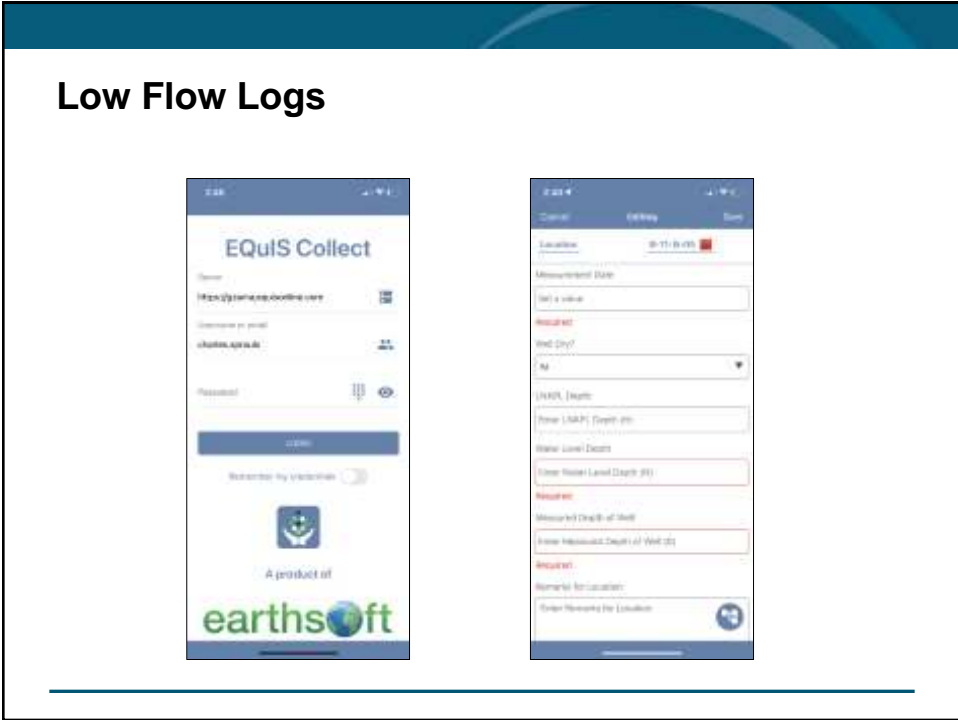 Low Flow Logs
EQuIS Collect
Server
Username or email
Password
LOGIN
Remember my credentials
A product of
earthsoft
Cancel Editing Save
Location
Measurement Date
Set a value
Required
Well Dry?
N
LNAPL Depth
Enter LNAPL Depth (ft)
Water Level Depth
Enter Water Level Depth (ft)
Required
Measured Depth of Well
Enter Measured Depth of Well (ft)
Required
Remarks for Location
Enter Remarks for Location